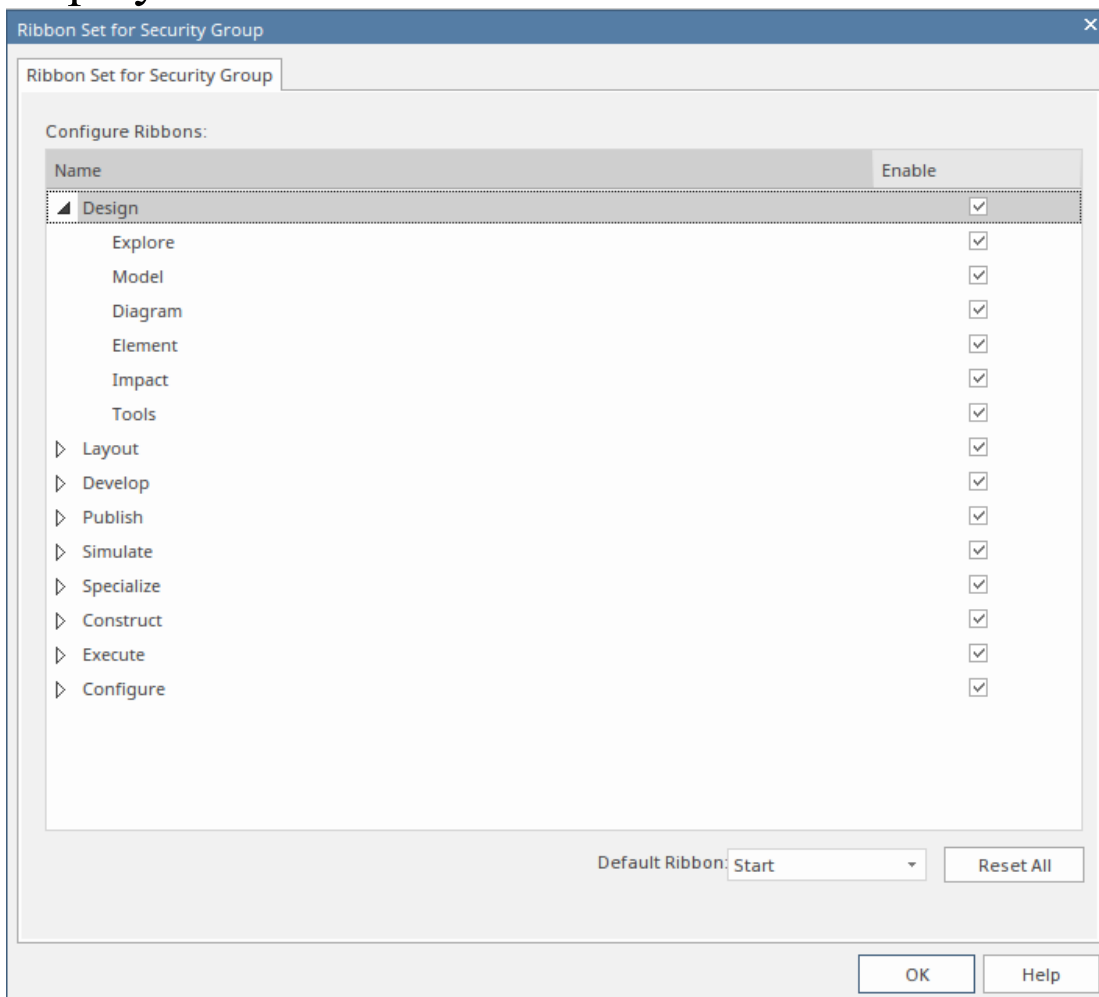 Ribbon Set for Security Group
Ribbon Set for Security Group
Configure Ribbons:
Name Enable
Design
Explore
Model
Diagram
Element
Impact
Tools
Layout
Develop
Publish
Simulate
Specialize
Construct
Execute
Configure
Default Ribbon: Start Reset All
OK Help